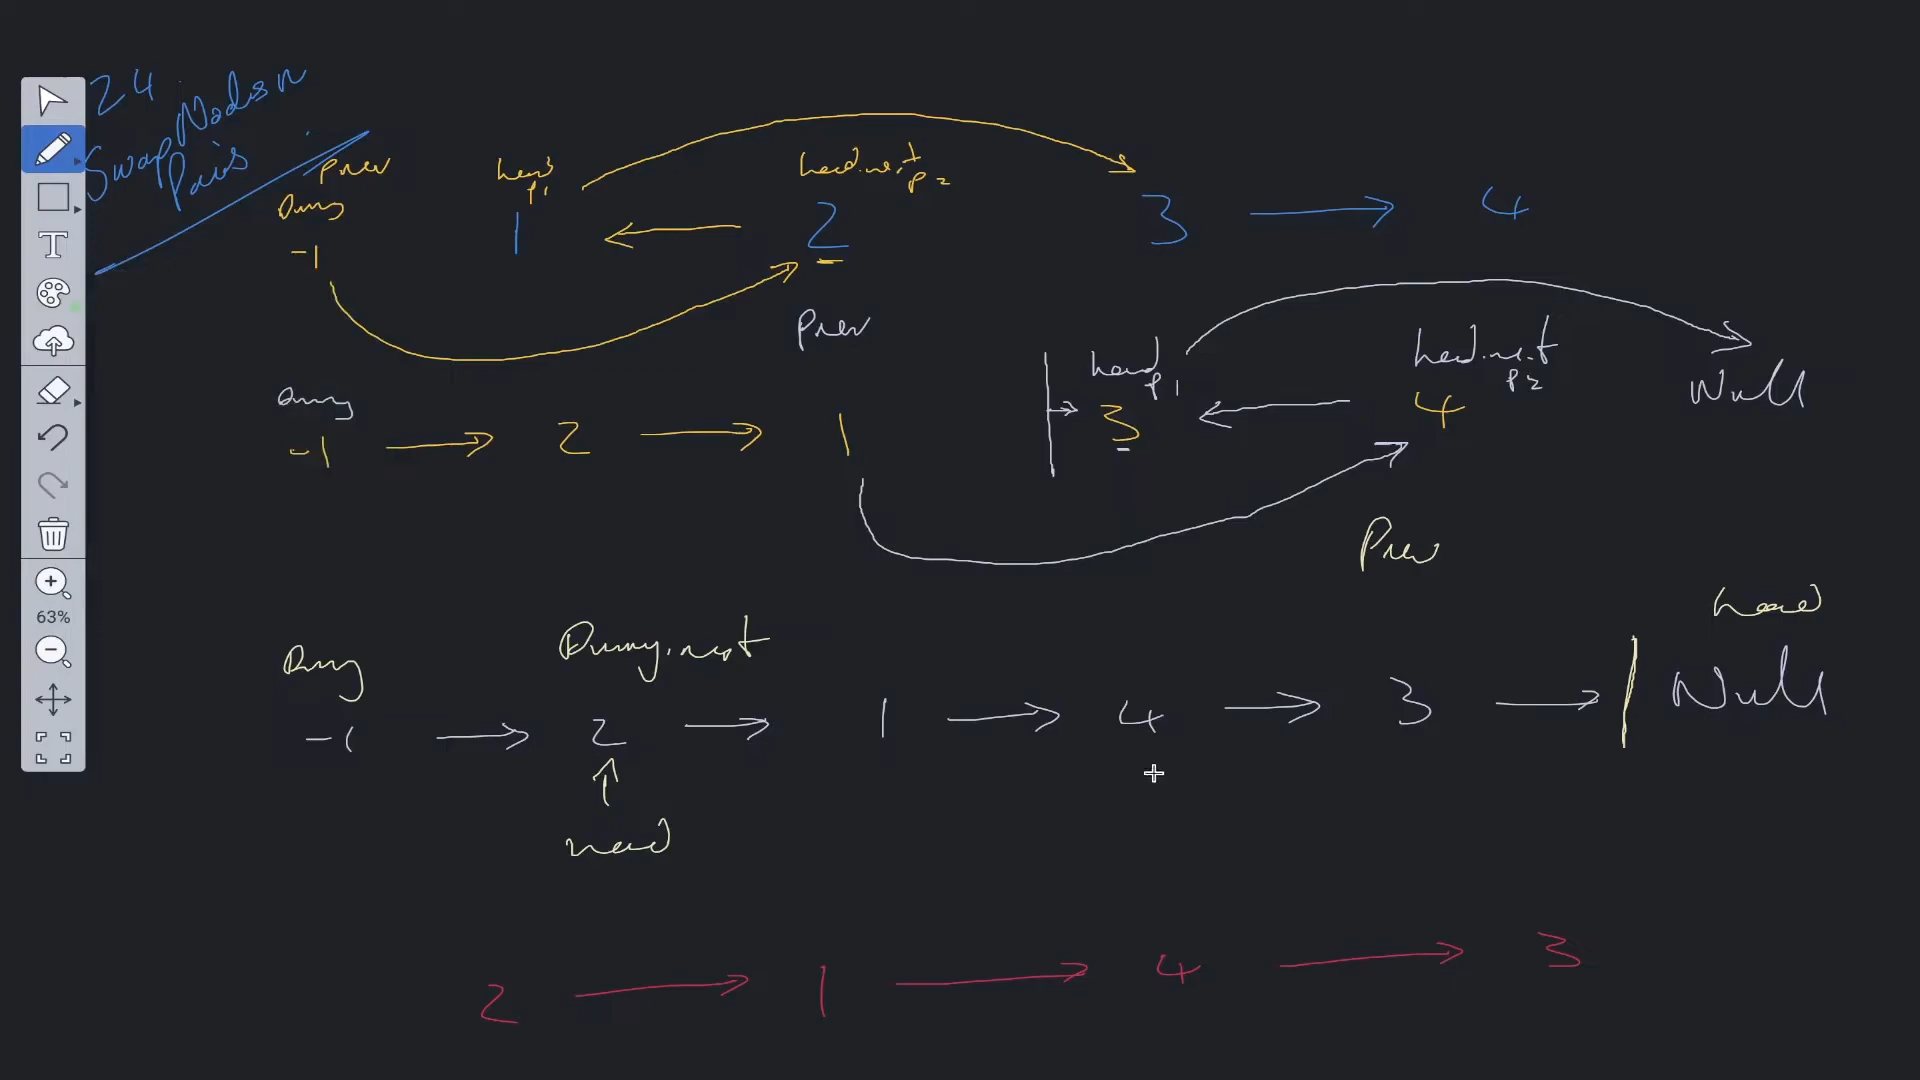 24
Swap Nodes in
Pairs
Prev
head
P1
head.next
P2
Dummy
-1
1
2
3
4
Prev
head
P1
head.next
P2
Null
Dummy
-1
2
1
3
4
Prev
head
Dummy
Dummy.next
-1
2
1
4
3
Null
head
2
1
4
3
63%
T